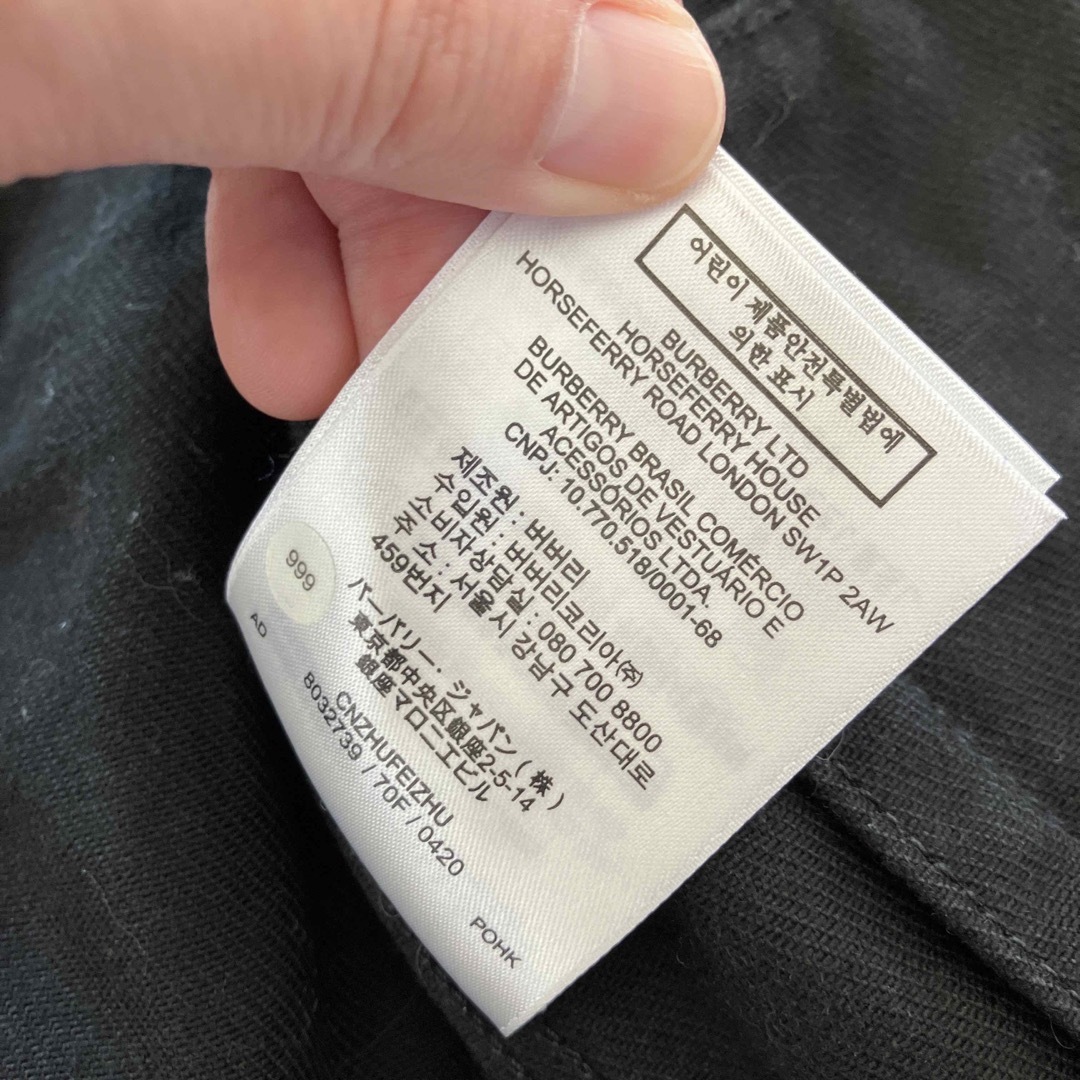 어린이 제품안전특별법에
의한 표시
BURBERRY LTD
HORSEFERRY HOUSE
HORSEFERRY ROAD LONDON SW1P 2AW
BURBERRY BRASIL COMÉRCIO
DE ARTIGOS DE VESTUÁRIO E
ACESSÓRIOS LTDA.
CNPJ: 10.770.518/0001-68
제조원 : 버버리
수입원 : 버버리코리아(주)
소비자상담실 : 080 700 8800
주 소 : 서울시 강남구 도산대로
459번지
バーバリー・ジャパン(株)
東京都中央区銀座2-5-14
銀座マロニエビル
CNZHUFEIZHU
8032739 / 70F / 0420
999
AD
POHK